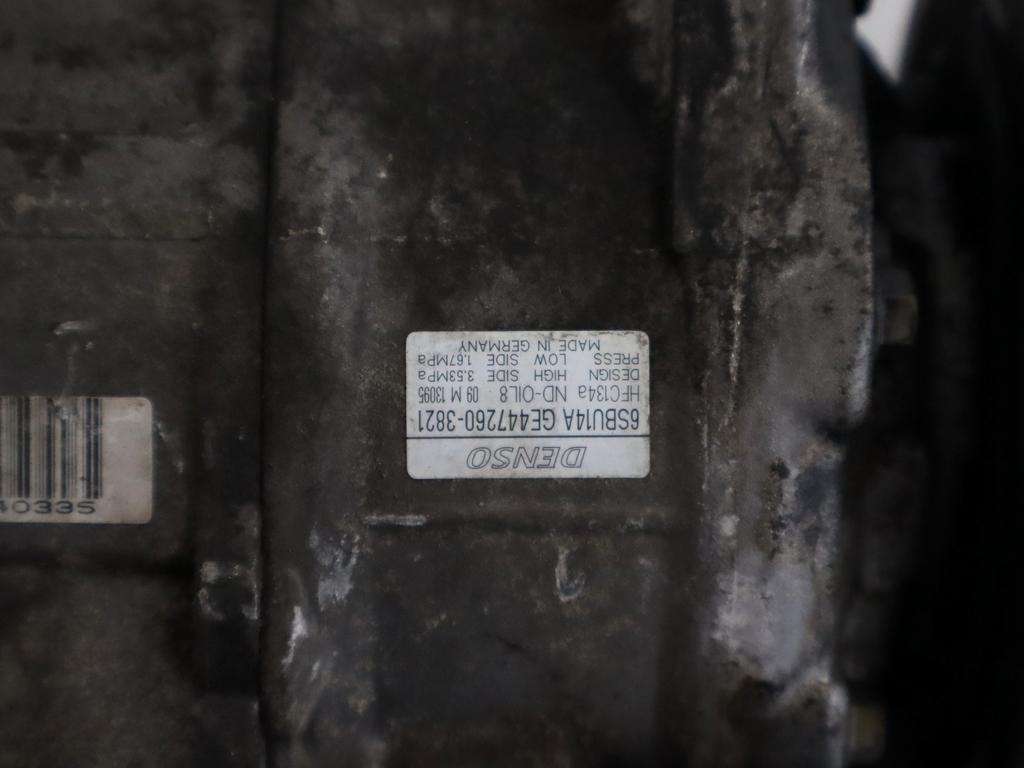 DENSO
6SBU14A GE447260-3821
HFC134a ND-OIL8 09 M 13095
DESIGN HIGH SIDE 3.53MPa
PRESS LOW SIDE 1.67MPa
MADE IN GERMANY
40335